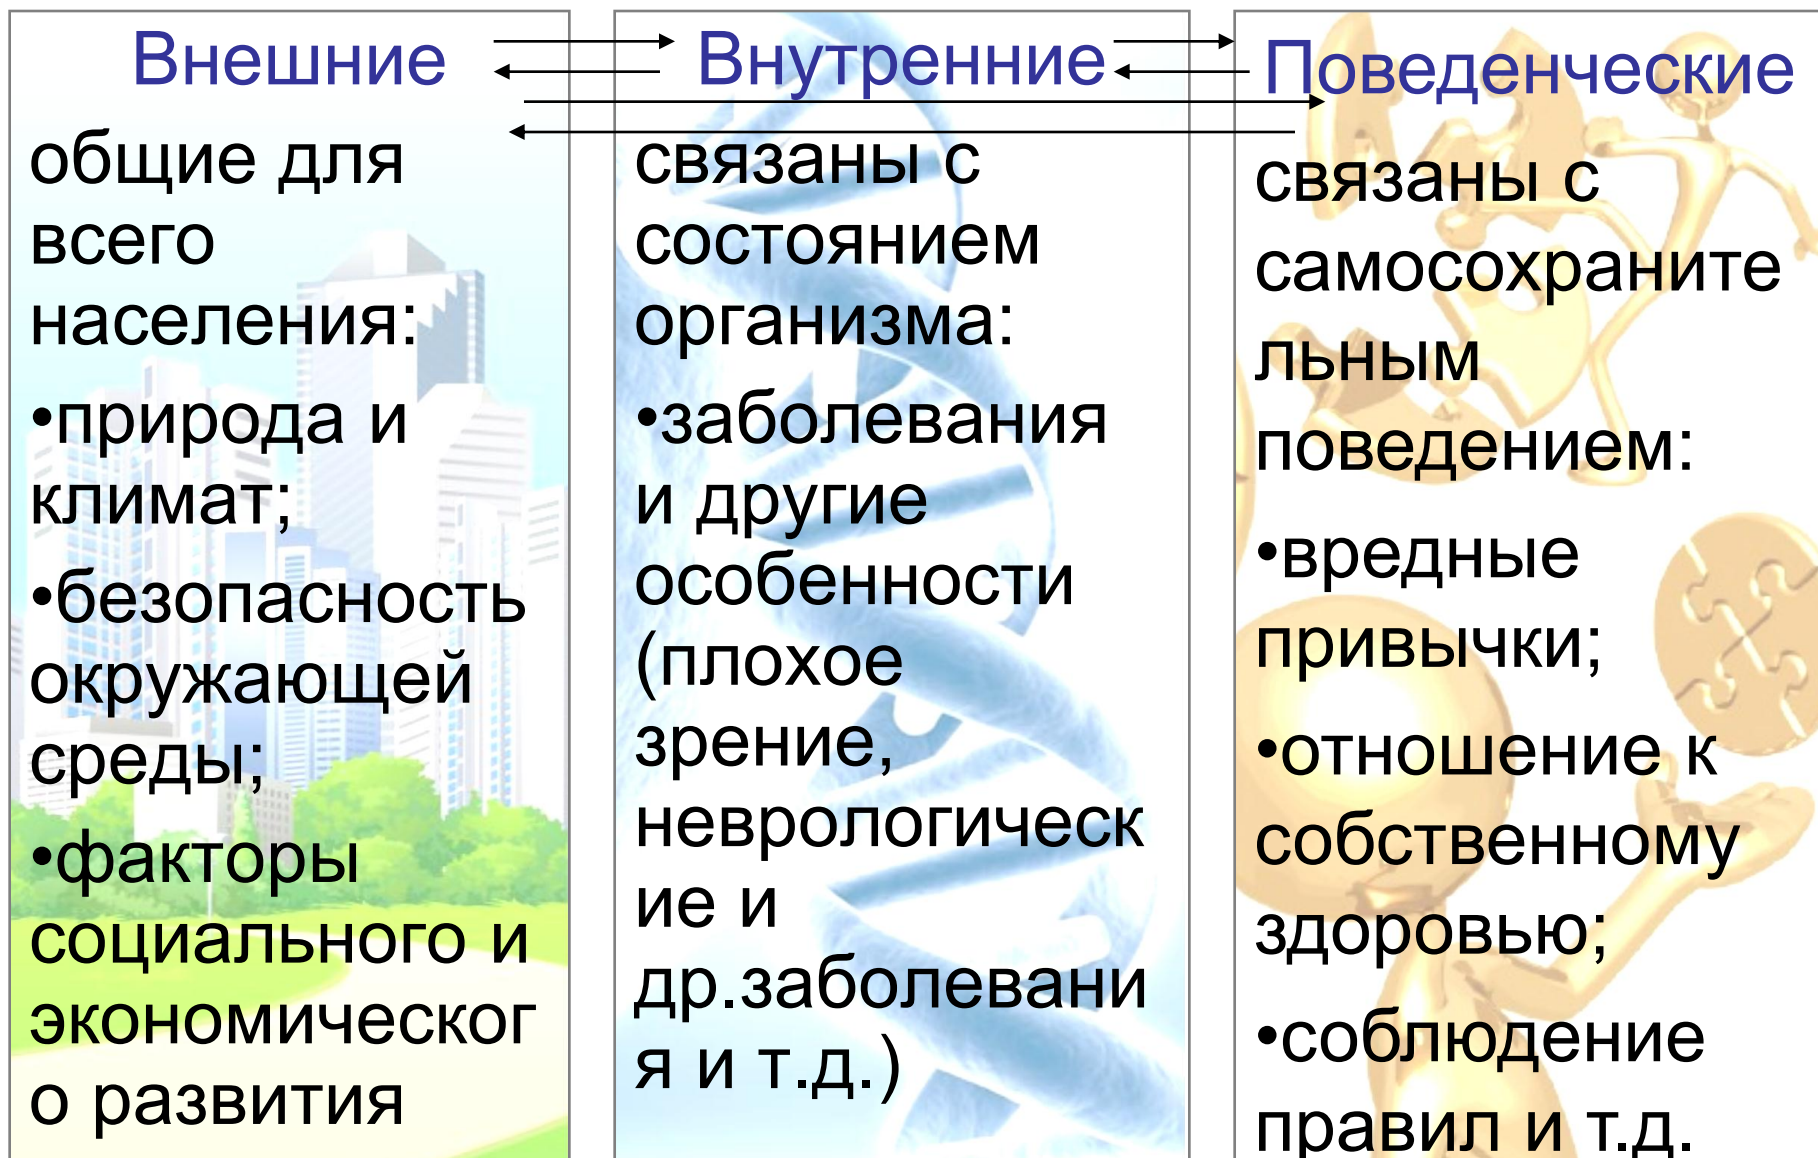 Внешние
общие для
всего
населения:
•природа и
климат;
•безопасность
окружающей
среды;
•факторы
социального и
экономическог
о развития
Внутренние
связаны с
состоянием
организма:
•заболевания
и другие
особенности
(плохое
зрение,
неврологическ
ие и
др.заболевани
я и т.д.)
Поведенческие
связаны с
самосохраните
льным
поведением:
•вредные
привычки;
•отношение к
собственному
здоровью;
•соблюдение
правил и т.д.